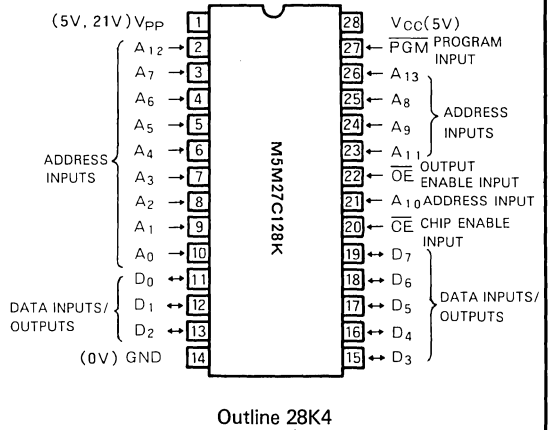 (5V, 21V) VPP 1
A12 → 2
A7 → 3
A6 → 4
A5 → 5
A4 → 6
A3 → 7
A2 → 8
A1 → 9
A0 → 10
D0 ↔ 11
D1 ↔ 12
D2 ↔ 13
(0V) GND 14
ADDRESS
INPUTS
DATA INPUTS/
OUTPUTS
M5M27C128K
28 VCC(5V)
27 ← P̅G̅M̅ PROGRAM
INPUT
26 ← A13
25 ← A8
24 ← A9
23 ← A11
ADDRESS
INPUTS
22 ← O̅E̅ OUTPUT
ENABLE INPUT
21 ← A10 ADDRESS INPUT
20 ← C̅E̅ CHIP ENABLE
INPUT
19 ↔ D7
18 ↔ D6
17 ↔ D5
16 ↔ D4
15 ↔ D3
DATA INPUTS/
OUTPUTS
Outline 28K4